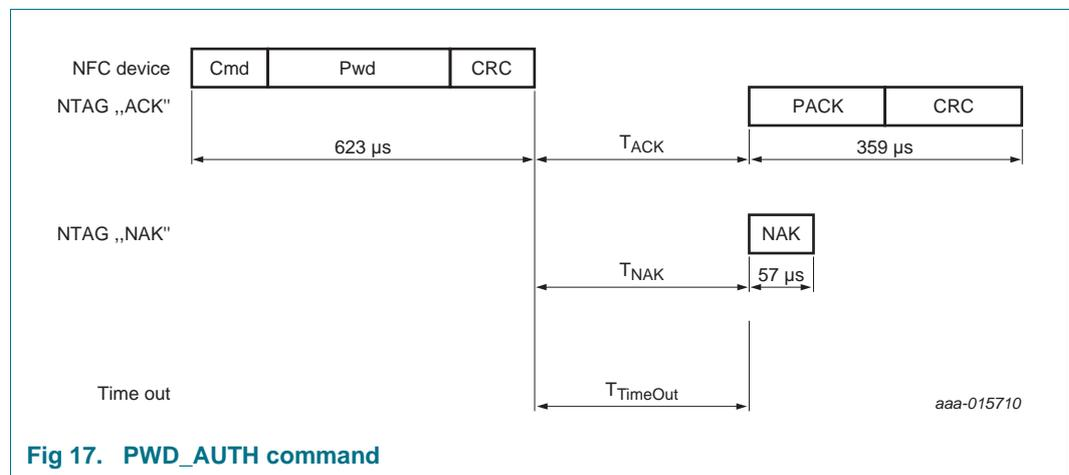 NFC device Cmd Pwd CRC
NTAG ,,ACK" PACK CRC
623 µs TACK 359 µs
NTAG ,,NAK" NAK
TNAK 57 µs
Time out TTimeOut
aaa-015710
Fig 17. PWD_AUTH command